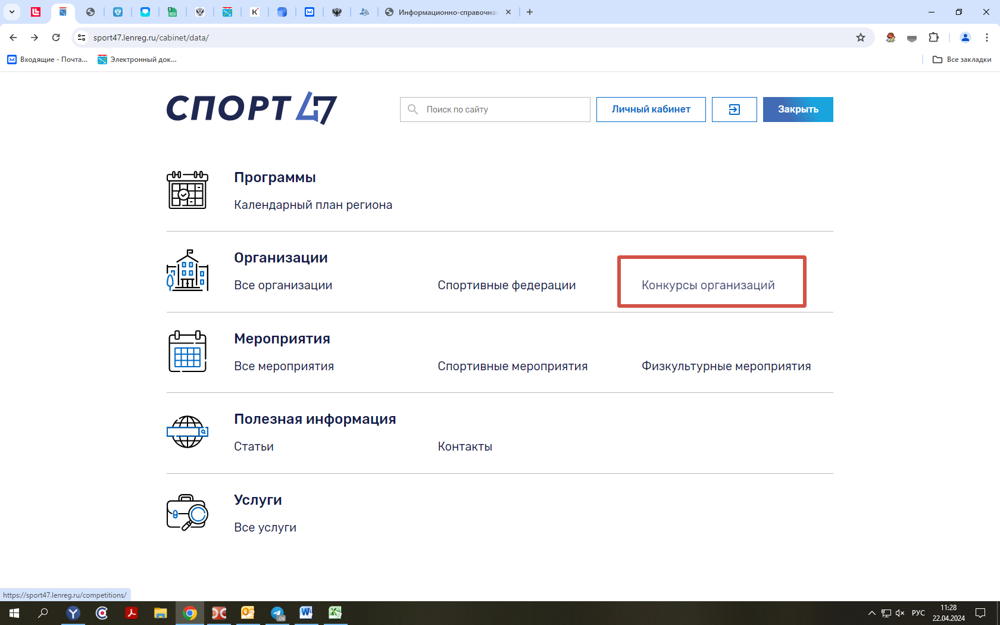 Информационно-справочна
sport47.lenreg.ru/cabinet/data/
Входящие - Почта...
Электронный док...
Все закладки
СПОРТ 47
Поиск по сайту
Личный кабинет
Закрыть
Программы
Календарный план региона
Организации
Все организации
Спортивные федерации
Конкурсы организаций
Мероприятия
Все мероприятия
Спортивные мероприятия
Физкультурные мероприятия
Полезная информация
Статьи
Контакты
Услуги
Все услуги
https://sport47.lenreg.ru/competitions/
.06
РУС
11:28
22.04.2024